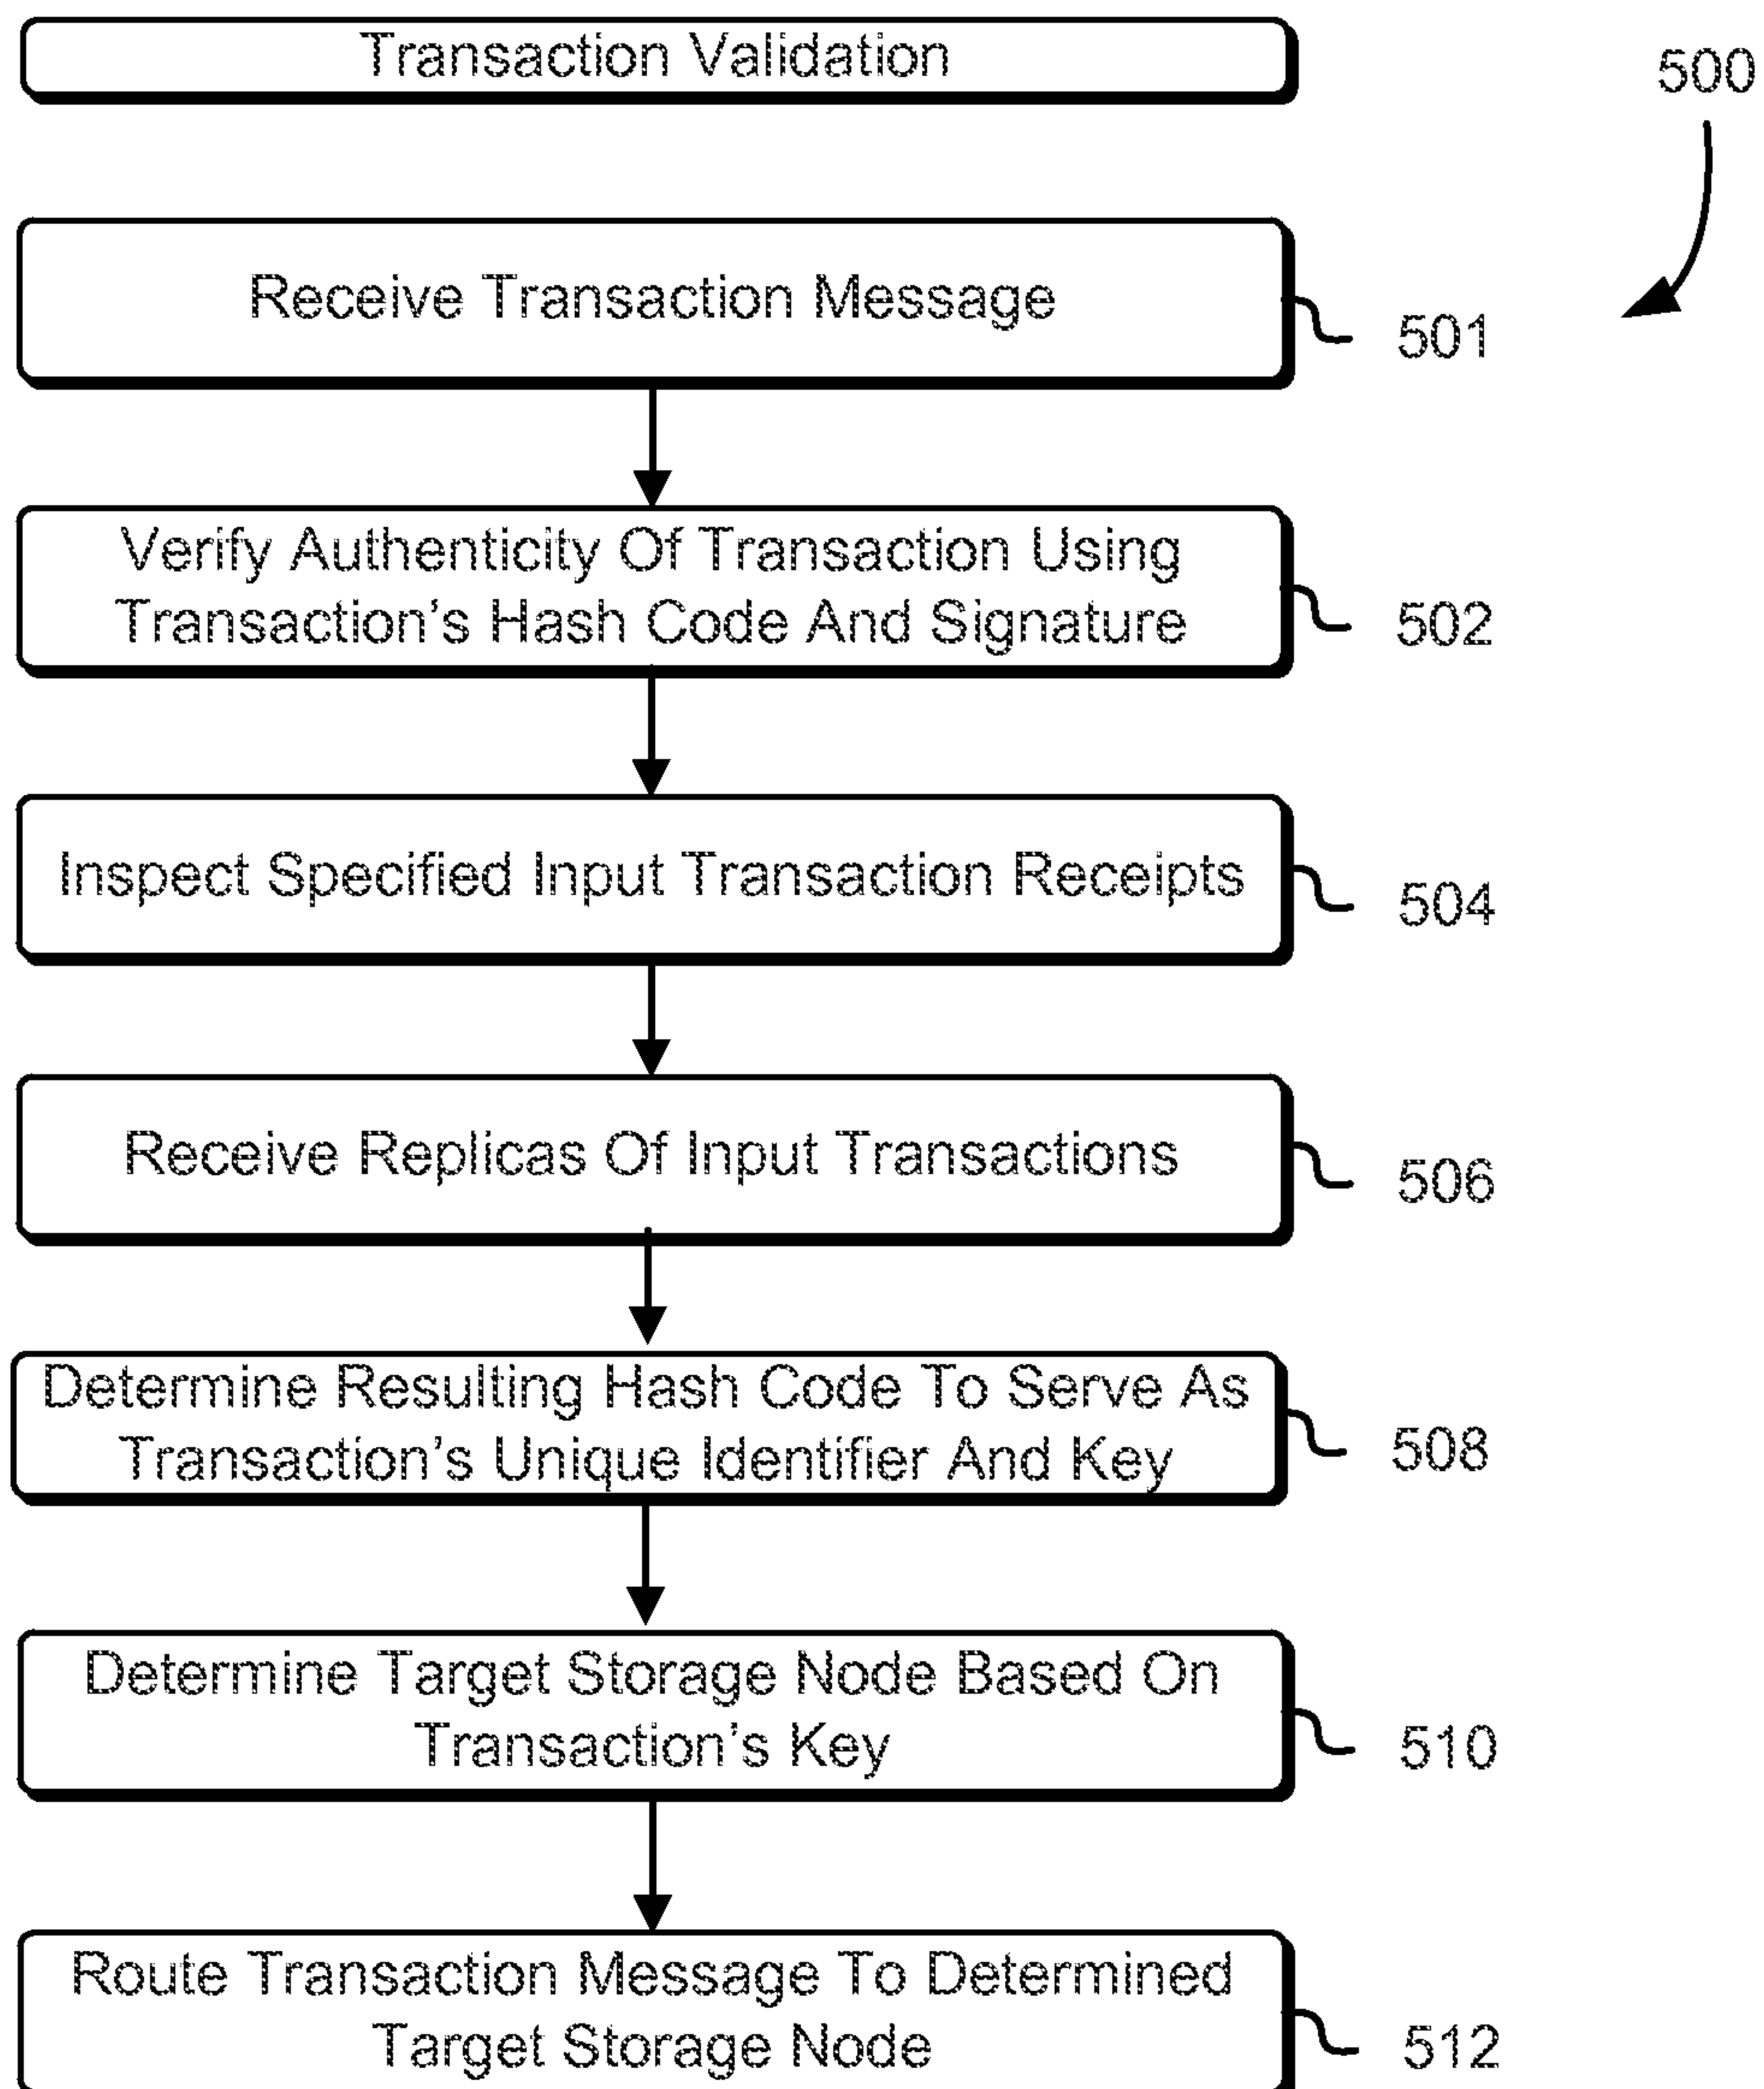 Transaction Validation
500
Receive Transaction Message
501
Verify Authenticity Of Transaction Using
Transaction's Hash Code And Signature
502
Inspect Specified Input Transaction Receipts
504
Receive Replicas Of Input Transactions
506
Determine Resulting Hash Code To Serve As
Transaction's Unique Identifier And Key
508
Determine Target Storage Node Based On
Transaction's Key
510
Route Transaction Message To Determined
Target Storage Node
512